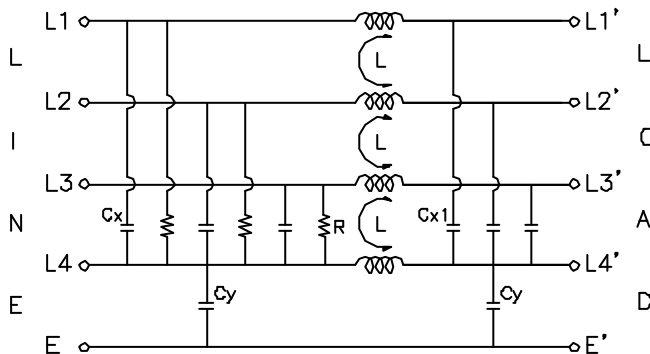 L1 L1'
L L
L
L2 L2'
I O
L
L3 L3'
Cx Cx1
N R L A
L4 L4'
Cy Cy
E D
E E'